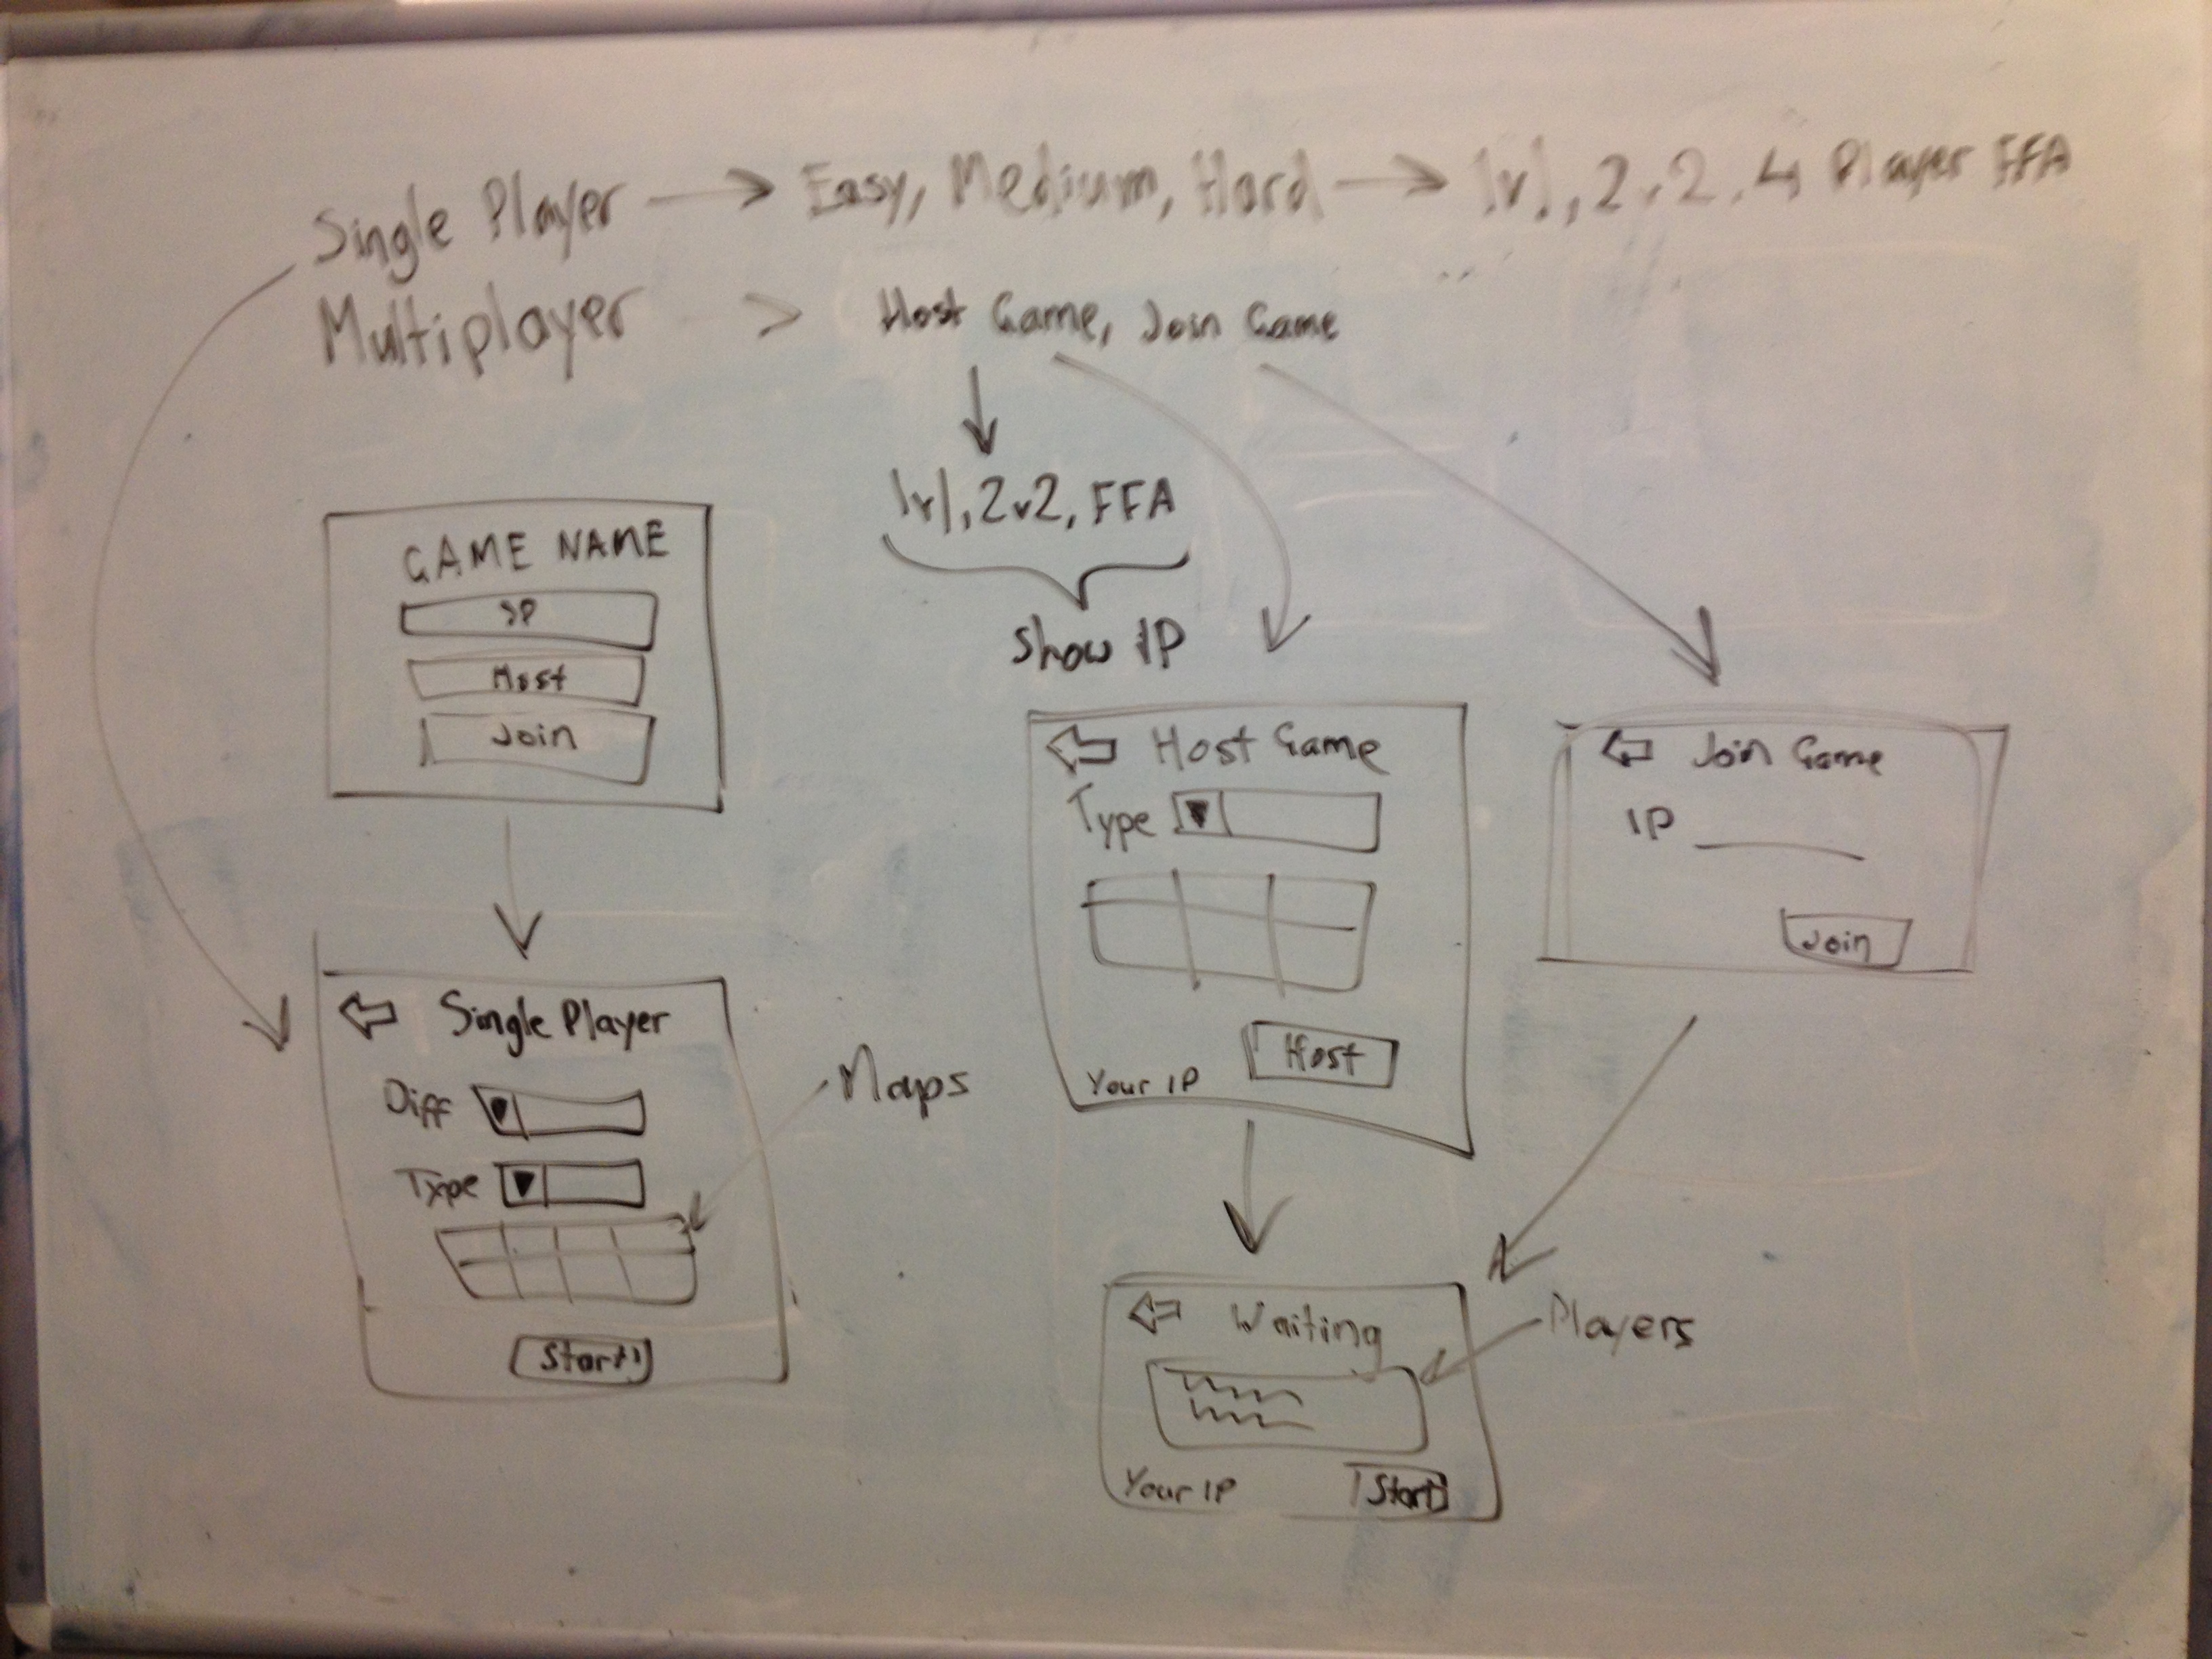 Single Player → Easy, Medium, Hard → 1v1, 2v2, 4 Player FFA
Multiplayer > Host Game, Join Game
1v1, 2v2, FFA
Show IP
GAME NAME
SP
Host
Join
Single Player
Diff
Type
Maps
Start
Host Game
Type
Your IP
Host
Join Game
IP
Join
Waiting
Players
Your IP
Start